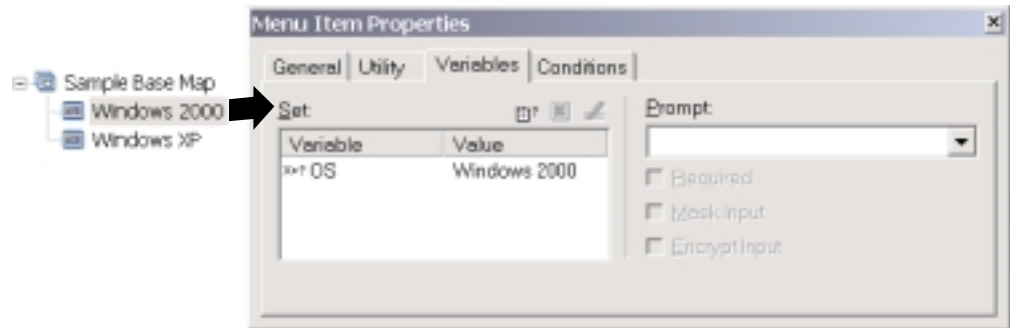 Sample Base Map
Windows 2000
Windows XP
Menu Item Properties
General Utility Variables Conditions
Set:
Variable Value
OS Windows 2000
Prompt:
Required
Mask Input
Encrypt Input